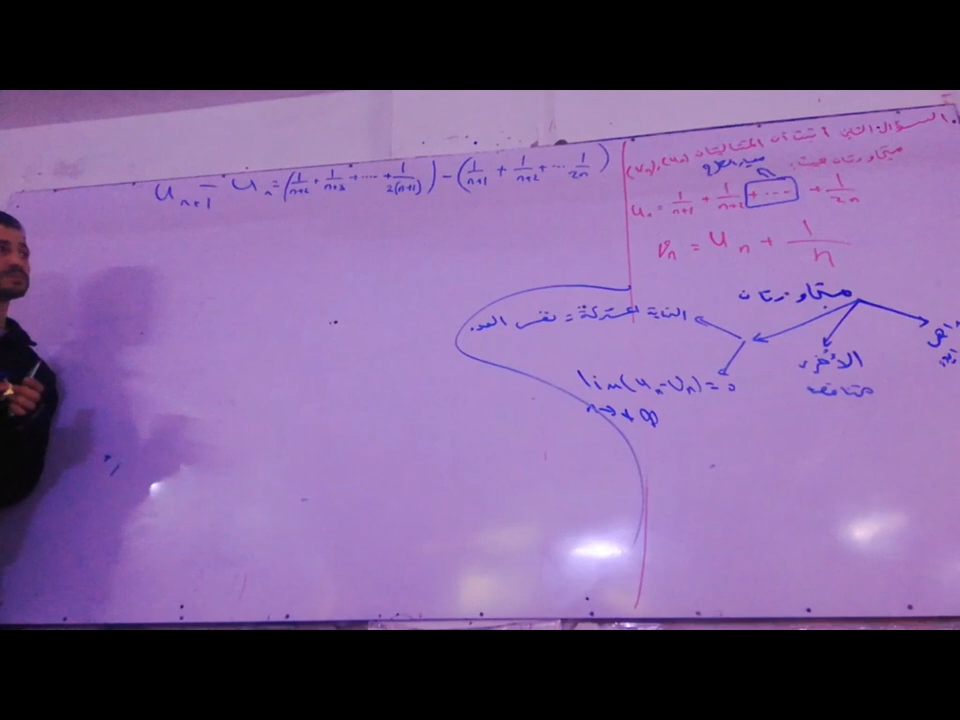 السؤال الثاني: أثبت أن المتتاليتان (Uₙ), (Vₙ)
متجاورتان حيث:
Uₙ = 1/(n+1) + 1/(n+2) + .... + 1/2n
Vₙ = Uₙ + 1/n
متجاورتان
الأخرى
متناقصة
النهاية المشتركة = نفس العدد
lim(Uₙ-Vₙ)=0
n→+∞
Uₙ₊₁ - Uₙ = (1/(n+2) + 1/(n+3) + .... + 1/2(n+1)) - (1/(n+1) + 1/(n+2) + ... 1/2n)